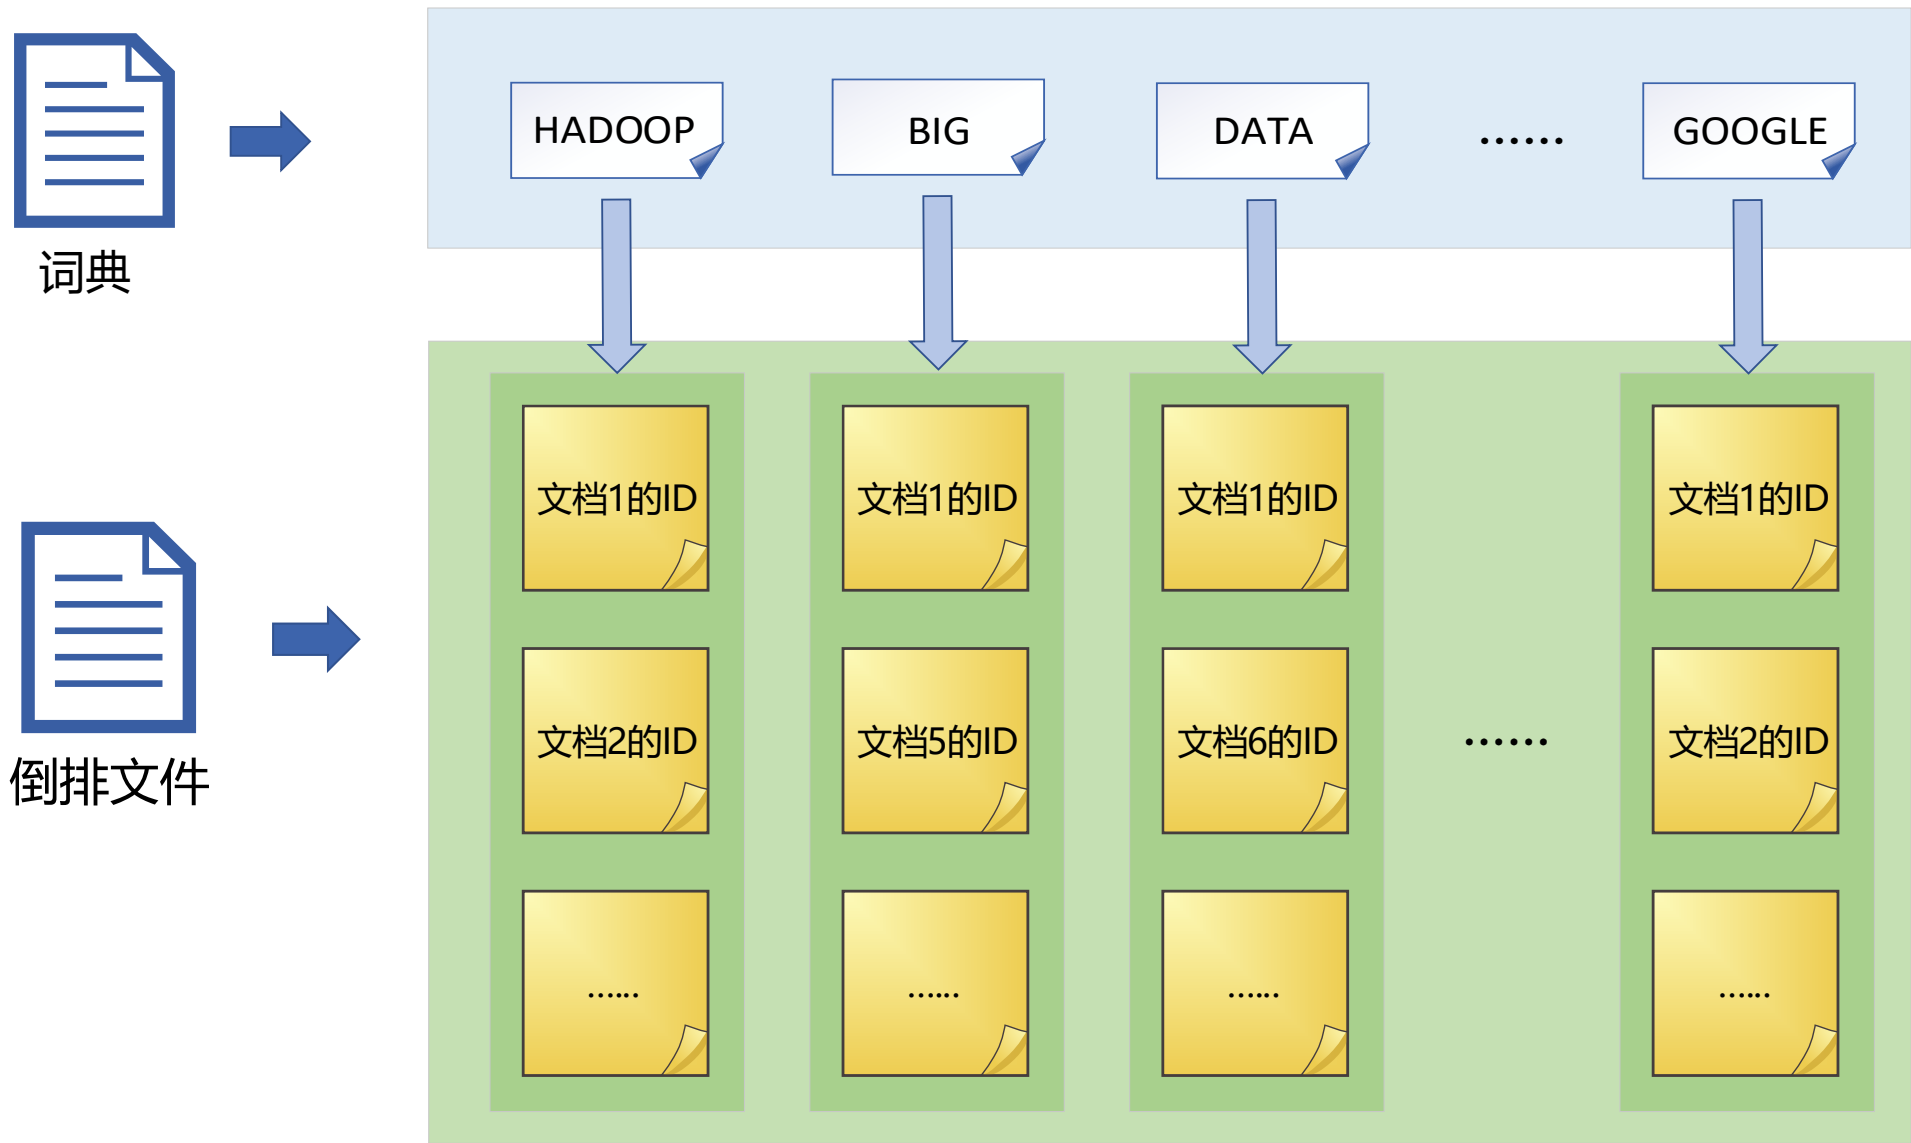 词典
HADOOP
BIG
DATA
……
GOOGLE
倒排文件
文档1的ID
文档1的ID
文档1的ID
文档1的ID
文档2的ID
文档5的ID
文档6的ID
……
文档2的ID
……
……
……
……